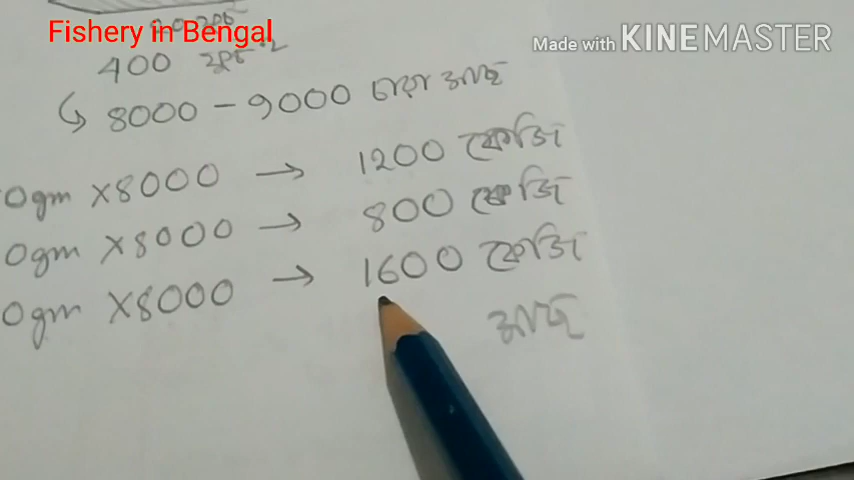 Fishery in Bengal
Made with KINEMASTER
400
8000 - 9000 চারা মাছ
0gm X8000 → 1200 কেজি
0gm X8000 → 800 কেজি
0gm X8000 → 1600 কেজি
মাছ